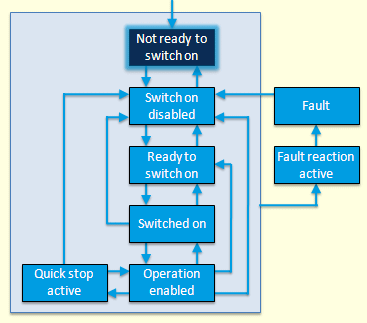 Not ready to
switch on
Switch on
disabled
Fault
Ready to
switch on
Fault reaction
active
Switched on
Quick stop
active
Operation
enabled